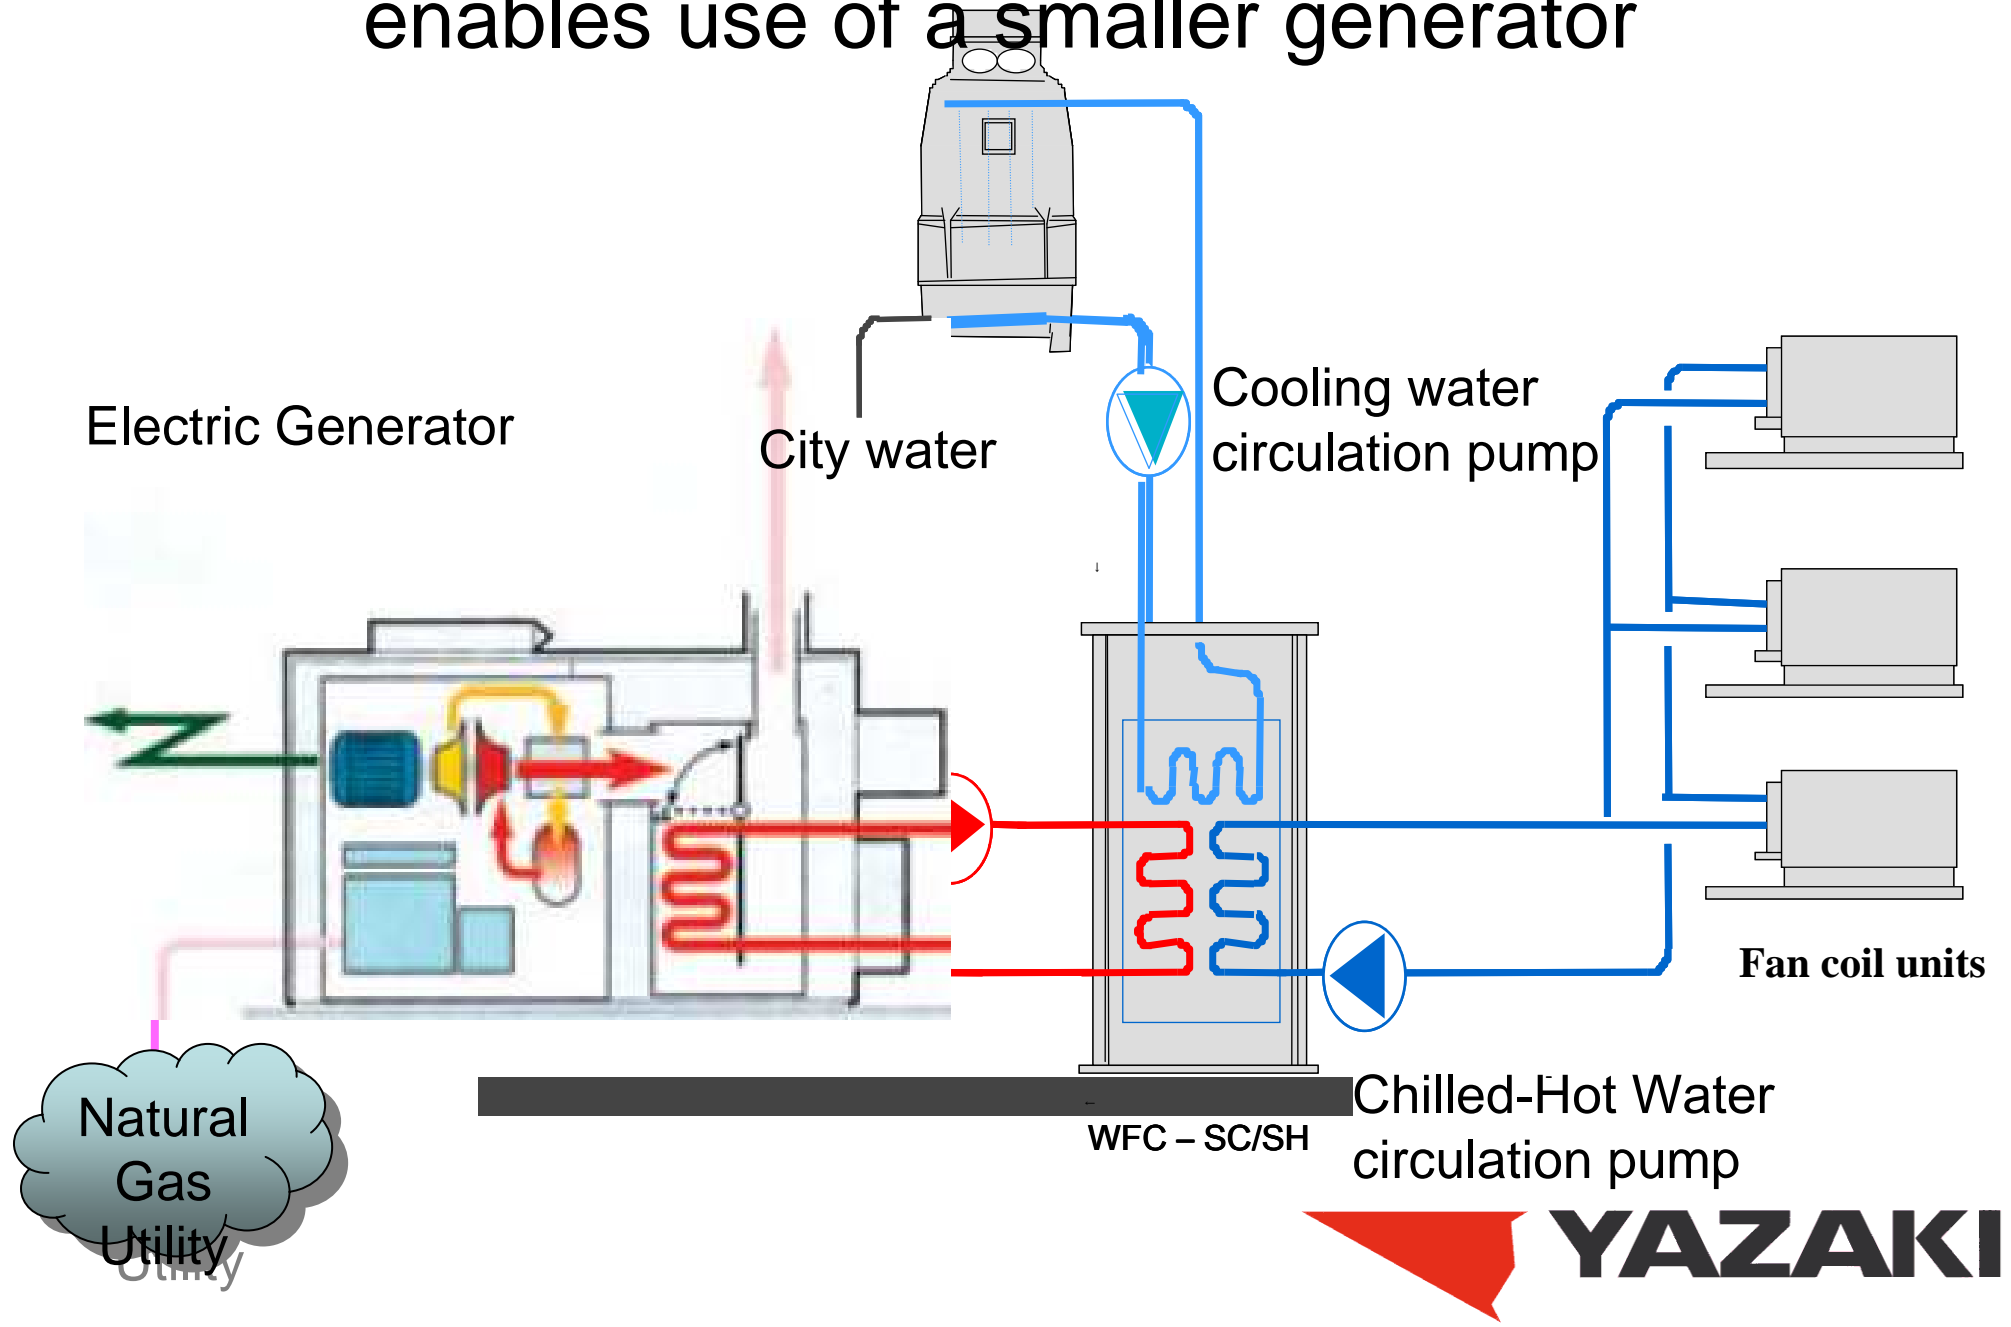 enables use of a smaller generator
Electric Generator
City water
Cooling water
circulation pump
Fan coil units
Natural
Gas
Utility
WFC – SC/SH
Chilled-Hot Water
circulation pump
YAZAKI